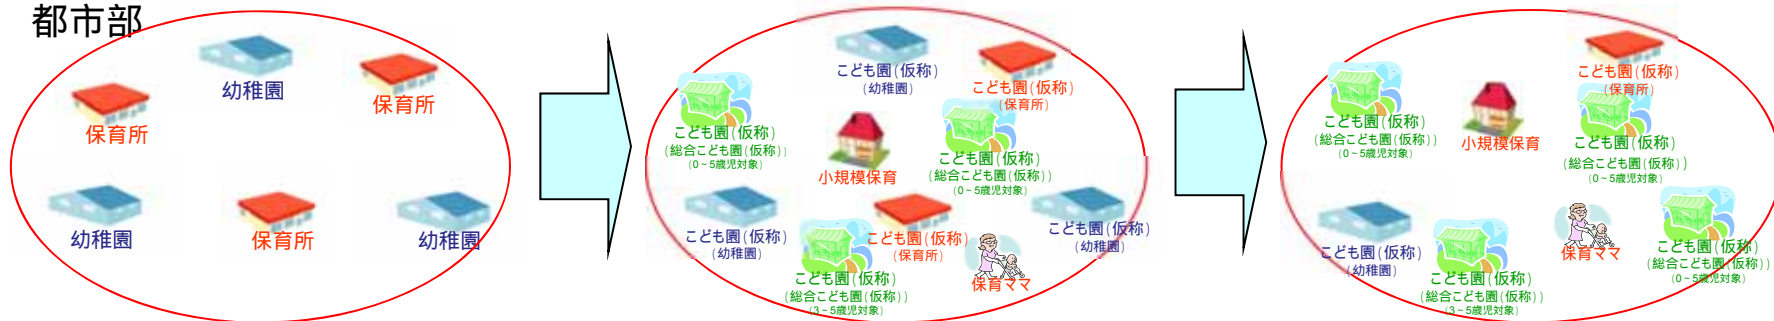 都市部
幼稚園
保育所
保育所
幼稚園
保育所
幼稚園
こども園(仮称)
(幼稚園)
こども園(仮称)
(保育所)
こども園(仮称)
(総合こども園(仮称))
(0~5歳児対象)
小規模保育
こども園(仮称)
(総合こども園(仮称))
(0~5歳児対象)
こども園(仮称)
(幼稚園)
こども園(仮称)
(保育所)
こども園(仮称)
(幼稚園)
こども園(仮称)
(総合こども園(仮称))
(3~5歳児対象)
保育ママ
こども園(仮称)
(保育所)
こども園(仮称)
(総合こども園(仮称))
(0~5歳児対象)
小規模保育
こども園(仮称)
(総合こども園(仮称))
(0~5歳児対象)
こども園(仮称)
(幼稚園)
こども園(仮称)
(総合こども園(仮称))
(3~5歳児対象)
保育ママ
こども園(仮称)
(総合こども園(仮称))
(0~5歳児対象)